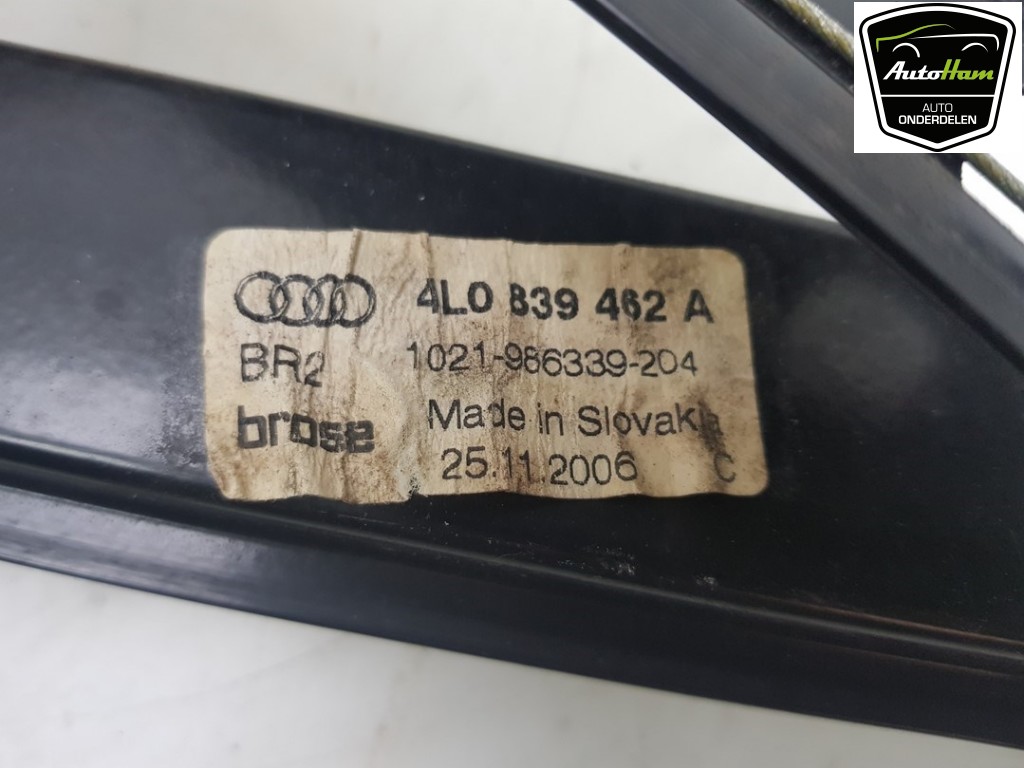 AutoHam
AUTO
ONDERDELEN
4L0 839 462 A
BR2 1021-986339-204
brose Made in Slovakia
25.11.2006 C